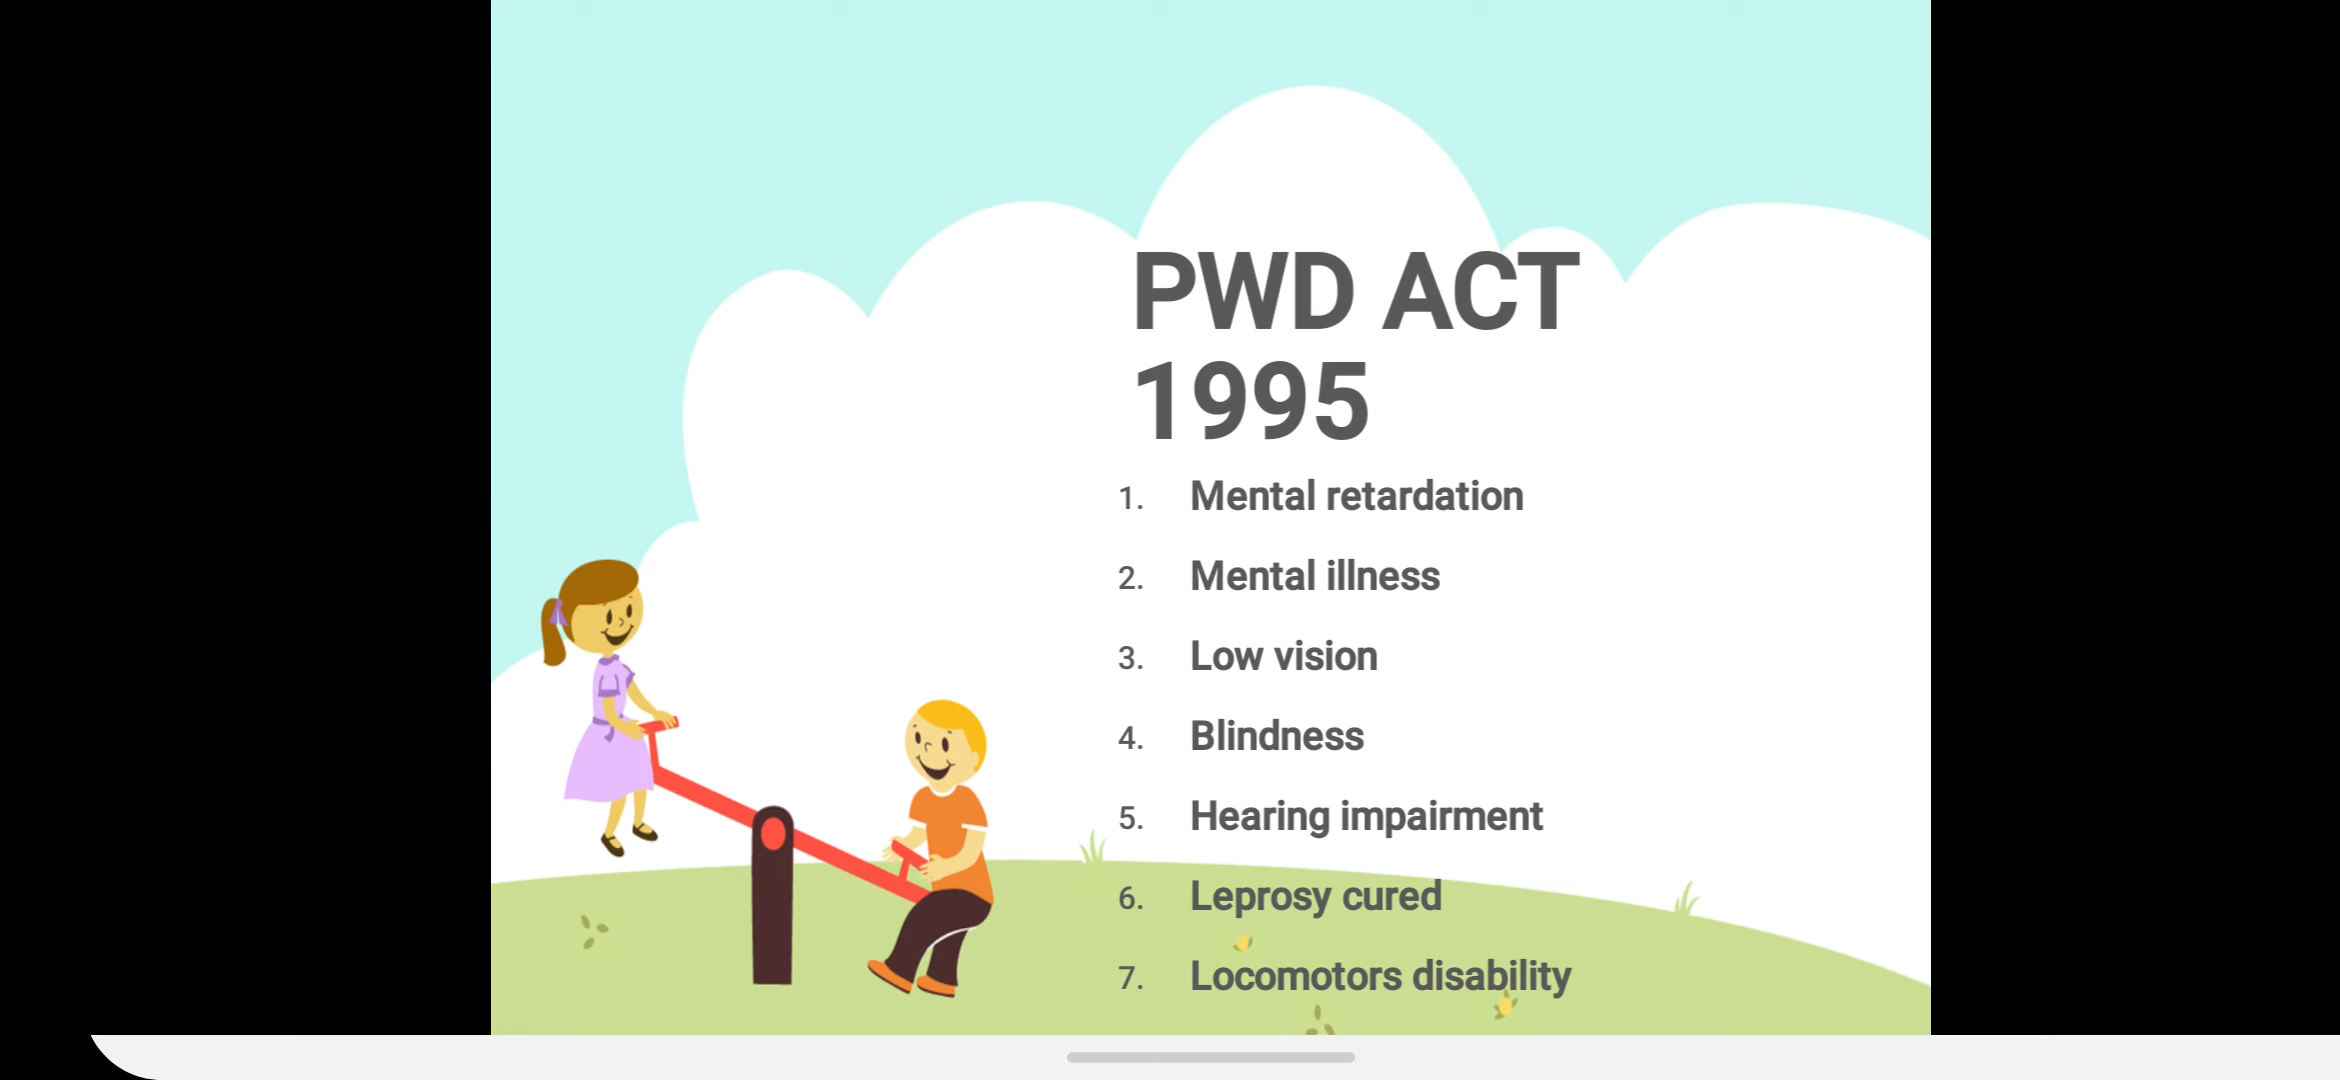 PWD ACT
1995
1. Mental retardation
2. Mental illness
3. Low vision
4. Blindness
5. Hearing impairment
6. Leprosy cured
7. Locomotors disability